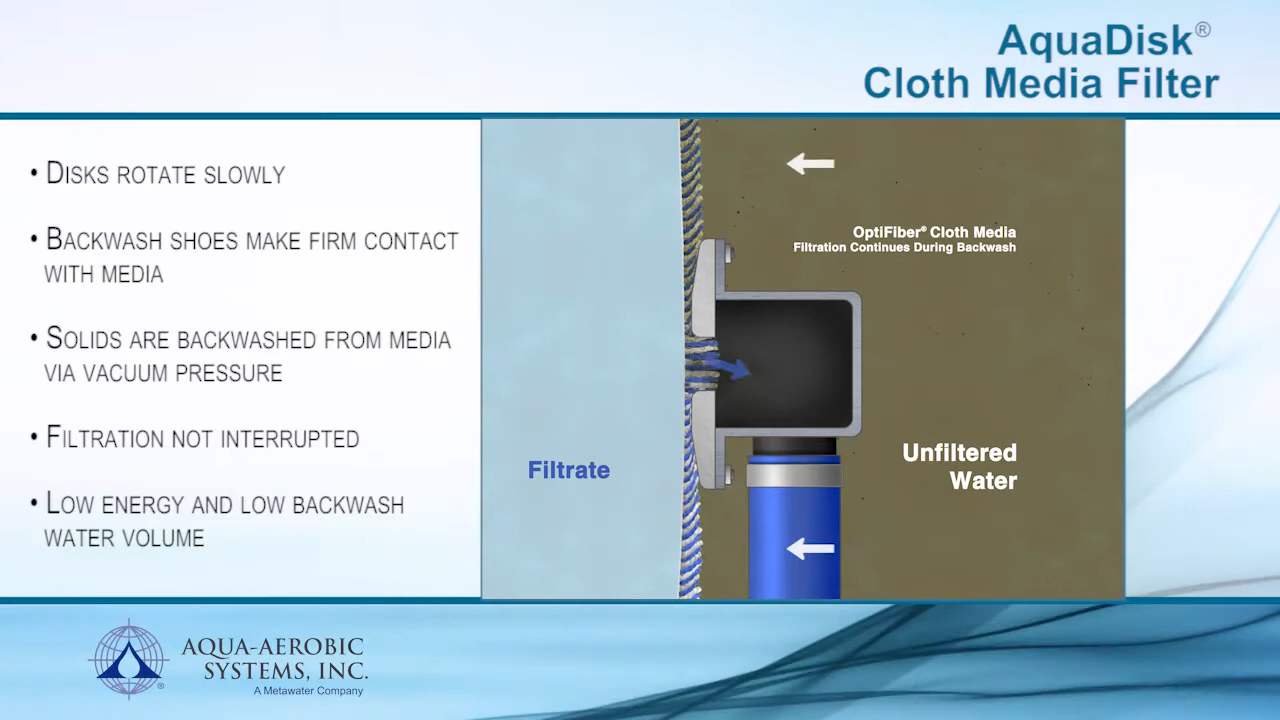 AquaDisk®
Cloth Media Filter
• Disks rotate slowly
• Backwash shoes make firm contact
with media
• Solids are backwashed from media
via vacuum pressure
• Filtration not interrupted
• Low energy and low backwash
water volume
OptiFiber® Cloth Media
Filtration Continues During Backwash
Filtrate
Unfiltered
Water
AQUA-AEROBIC
SYSTEMS, INC.
®
A Metawater Company